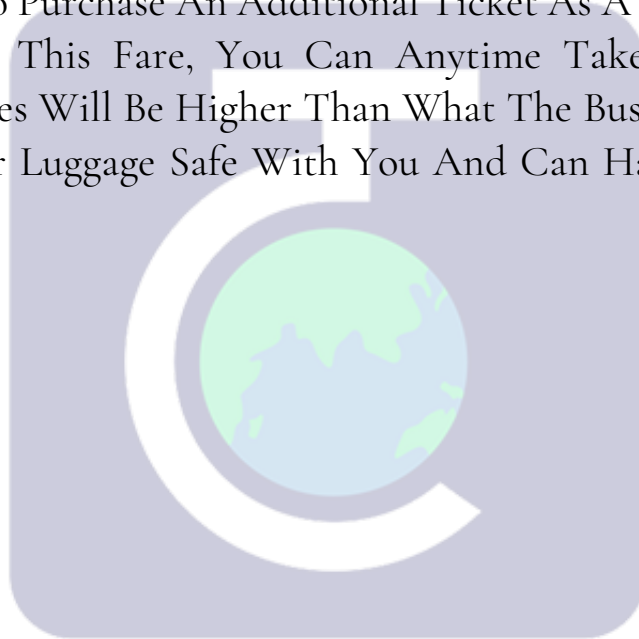 Purchase An Additional Ticket As A
This Fare, You Can Anytime Take
Will Be Higher Than What The Bus
Luggage Safe With You And Can